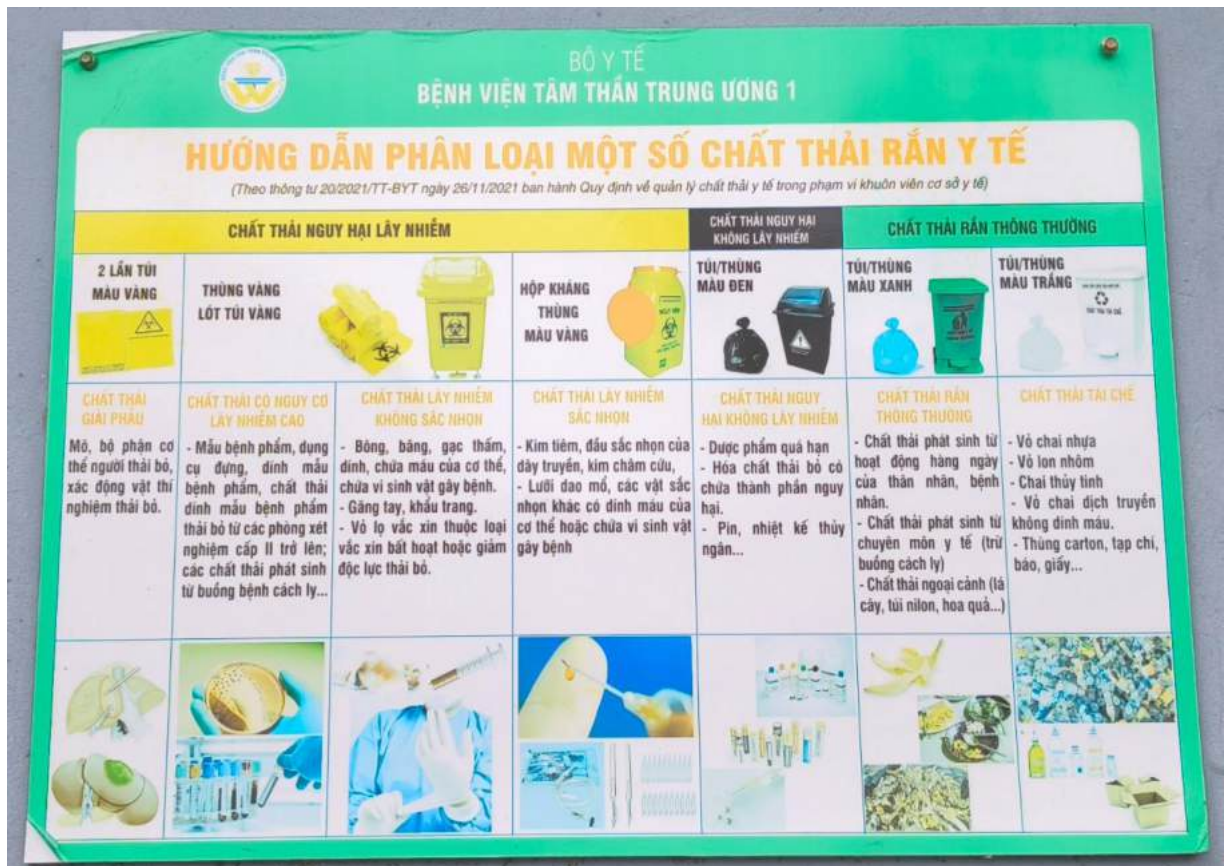 BỘ Y TẾ
BỆNH VIỆN TÂM THẦN TRUNG ƯƠNG 1
HƯỚNG DẪN PHÂN LOẠI MỘT SỐ CHẤT THẢI RẮN Y TẾ
(Theo thông tư 20/2021/TT-BYT ngày 26/11/2021 ban hành Quy định về quản lý chất thải y tế trong phạm vi khuôn viên cơ sở y tế)
CHẤT THẢI NGUY HẠI LÂY NHIỄM
CHẤT THẢI NGUY HẠI
KHÔNG LÂY NHIỄM
CHẤT THẢI RẮN THÔNG THƯỜNG
2 LẦN TÚI
MÀU VÀNG
THÙNG VÀNG
LÓT TÚI VÀNG
HỘP KHÁNG
THÙNG
MÀU VÀNG
TÚI/THÙNG
MÀU ĐEN
TÚI/THÙNG
MÀU XANH
TÚI/THÙNG
MÀU TRẮNG
CHẤT THẢI
GIẢI PHẪU
Mô, bộ phận cơ
thể người thải bỏ,
xác động vật thí
nghiệm thải bỏ.
CHẤT THẢI CÓ NGUY CƠ
LÂY NHIỄM CAO
- Mẫu bệnh phẩm, dụng
cụ đựng, dính mẫu
bệnh phẩm, chất thải
dính mẫu bệnh phẩm
thải bỏ từ các phòng xét
nghiệm cấp II trở lên;
các chất thải phát sinh
từ buồng bệnh cách ly...
CHẤT THẢI LÂY NHIỄM
KHÔNG SẮC NHỌN
- Bông, băng, gạc thấm,
dính, chứa máu của cơ thể,
chứa vi sinh vật gây bệnh.
- Găng tay, khẩu trang.
- Vỏ lọ vắc xin thuộc loại
vắc xin bất hoạt hoặc giảm
độc lực thải bỏ.
CHẤT THẢI LÂY NHIỄM
SẮC NHỌN
- Kim tiêm, đầu sắc nhọn của
dây truyền, kim châm cứu,
- Lưỡi dao mổ, các vật sắc
nhọn khác có dính máu của
cơ thể hoặc chứa vi sinh vật
gây bệnh
CHẤT THẢI NGUY
HẠI KHÔNG LÂY NHIỄM
- Dược phẩm quá hạn
- Hóa chất thải bỏ có
chứa thành phần nguy
hại.
- Pin, nhiệt kế thủy
ngân...
CHẤT THẢI RẮN
THÔNG THƯỜNG
- Chất thải phát sinh từ
hoạt động hàng ngày
của thân nhân, bệnh
nhân.
- Chất thải phát sinh từ
chuyên môn y tế (trừ
buồng cách ly)
- Chất thải ngoại cảnh (lá
cây, túi nilon, hoa quả...)
CHẤT THẢI TÁI CHẾ
- Vỏ chai nhựa
- Vỏ lon nhôm
- Chai thủy tinh
- Vỏ chai dịch truyền
không dính máu.
- Thùng carton, tạp chí,
báo, giấy...